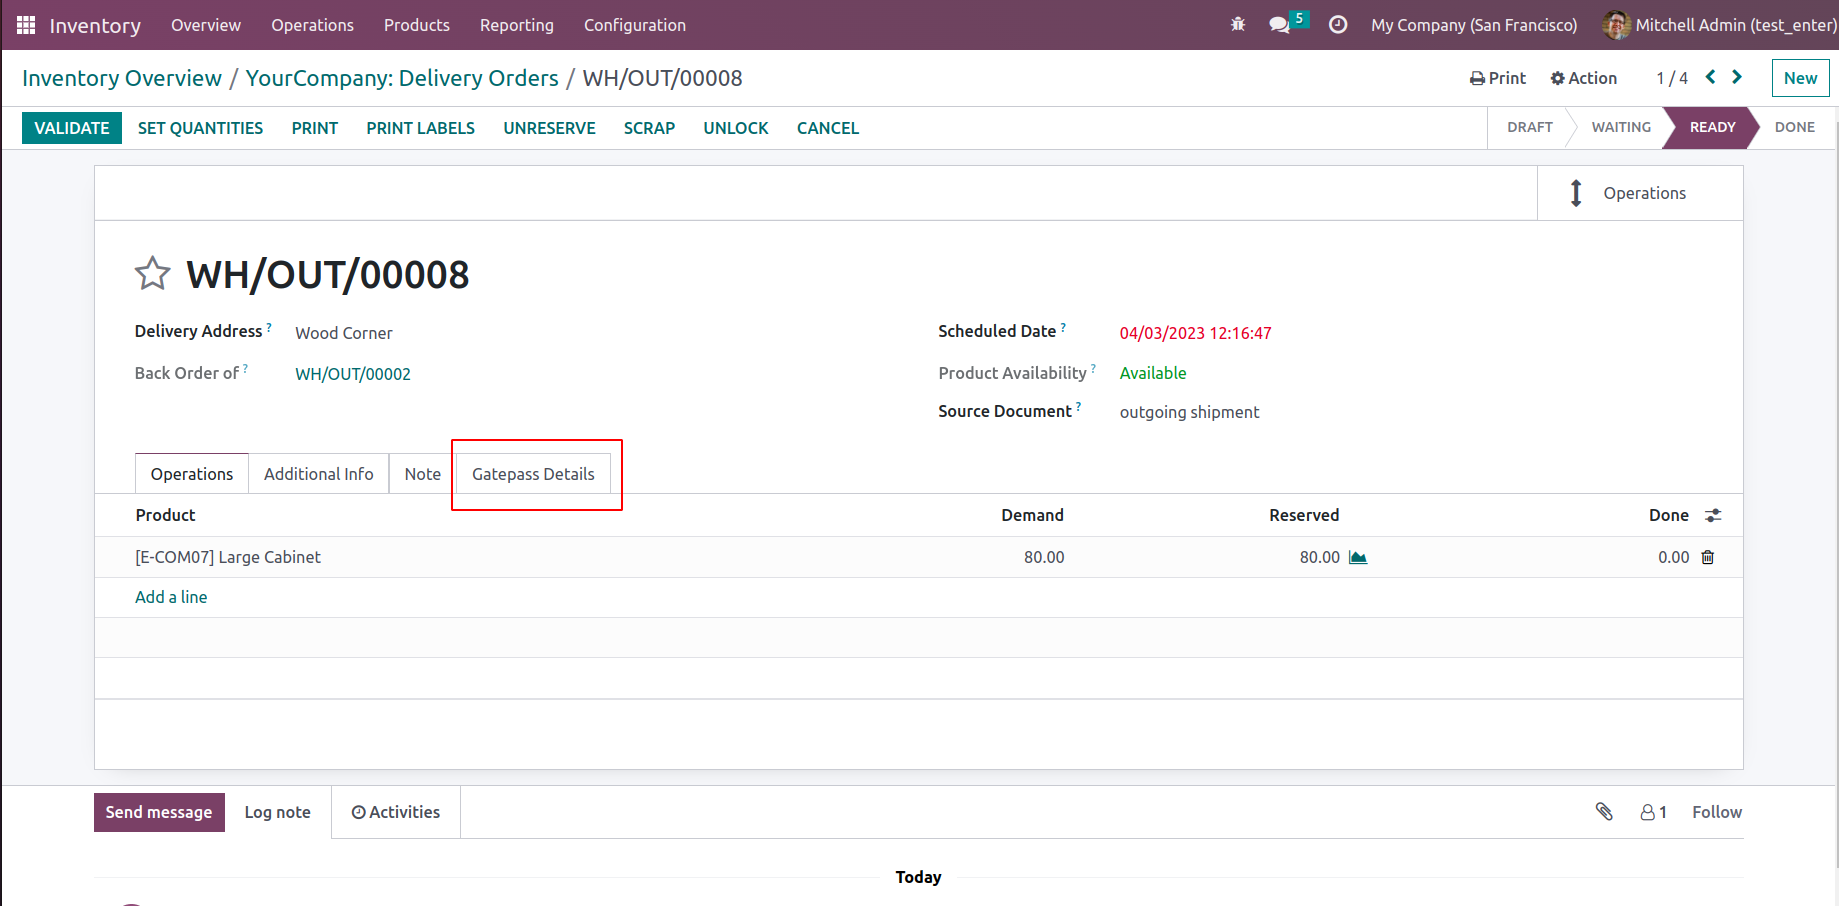 Inventory Overview Operations Products Reporting Configuration 5 My Company (San Francisco) Mitchell Admin (test_enter)
Inventory Overview / YourCompany: Delivery Orders / WH/OUT/00008 Print Action 1 / 4 New
VALIDATE SET QUANTITIES PRINT PRINT LABELS UNRESERVE SCRAP UNLOCK CANCEL DRAFT WAITING READY DONE
Operations
WH/OUT/00008
Delivery Address ? Wood Corner Scheduled Date ? 04/03/2023 12:16:47
Back Order of ? WH/OUT/00002 Product Availability ? Available
Source Document ? outgoing shipment
Operations Additional Info Note Gatepass Details
Product Demand Reserved Done
[E-COM07] Large Cabinet 80.00 80.00 0.00
Add a line
Send message Log note Activities 1 Follow
Today